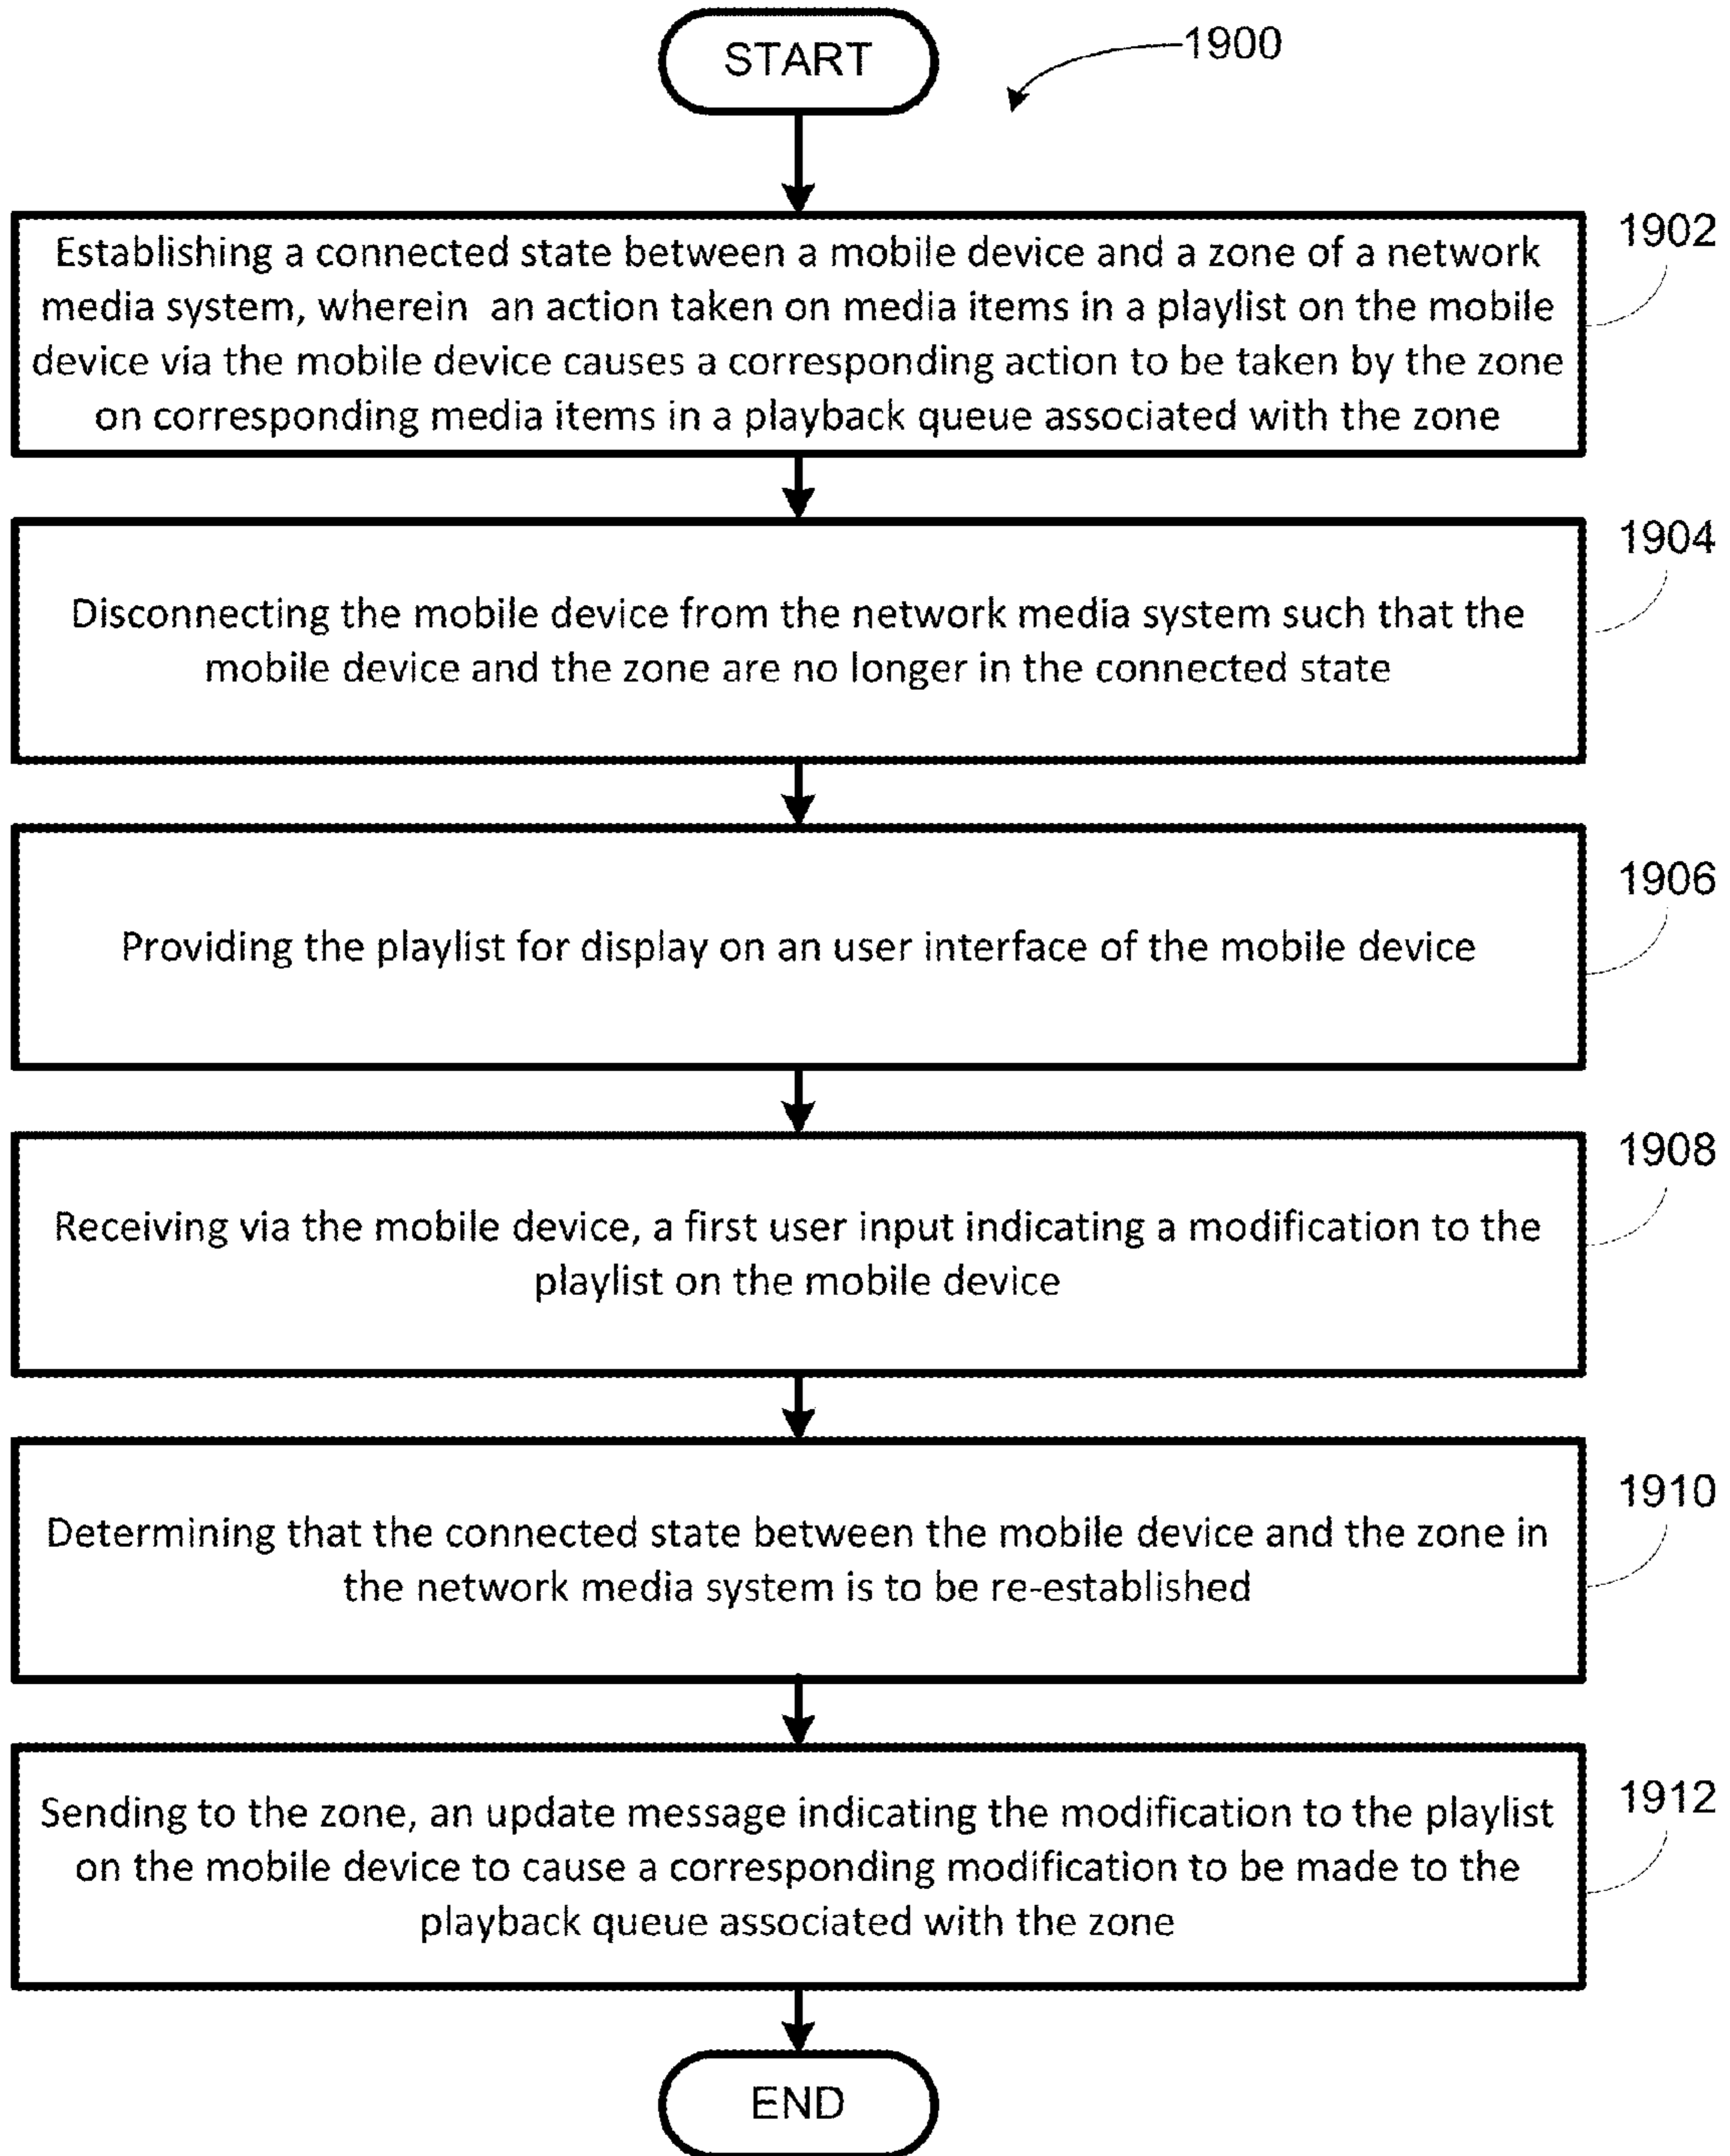 START
1900
Establishing a connected state between a mobile device and a zone of a network
media system, wherein an action taken on media items in a playlist on the mobile
device via the mobile device causes a corresponding action to be taken by the zone
on corresponding media items in a playback queue associated with the zone
1902
Disconnecting the mobile device from the network media system such that the
mobile device and the zone are no longer in the connected state
1904
Providing the playlist for display on an user interface of the mobile device
1906
Receiving via the mobile device, a first user input indicating a modification to the
playlist on the mobile device
1908
Determining that the connected state between the mobile device and the zone in
the network media system is to be re-established
1910
Sending to the zone, an update message indicating the modification to the playlist
on the mobile device to cause a corresponding modification to be made to the
playback queue associated with the zone
1912
END